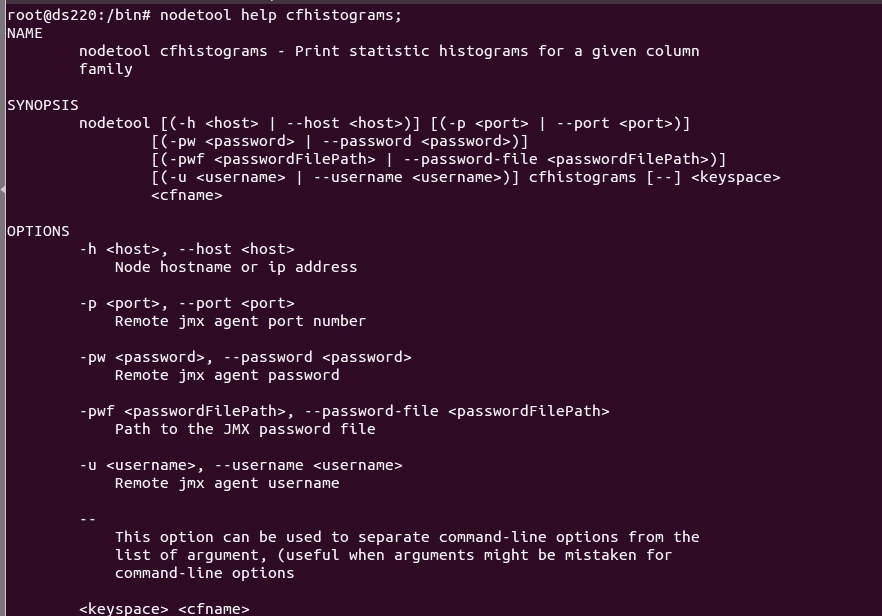 root@ds220:/bin# nodetool help cfhistograms;
NAME
nodetool cfhistograms - Print statistic histograms for a given column
family
SYNOPSIS
nodetool [(-h <host> | --host <host>)] [(-p <port> | --port <port>)]
[(-pw <password> | --password <password>)]
[(-pwf <passwordFilePath> | --password-file <passwordFilePath>)]
[(-u <username> | --username <username>)] cfhistograms [--] <keyspace>
<cfname>
OPTIONS
-h <host>, --host <host>
Node hostname or ip address
-p <port>, --port <port>
Remote jmx agent port number
-pw <password>, --password <password>
Remote jmx agent password
-pwf <passwordFilePath>, --password-file <passwordFilePath>
Path to the JMX password file
-u <username>, --username <username>
Remote jmx agent username
--
This option can be used to separate command-line options from the
list of argument, (useful when arguments might be mistaken for
command-line options
<keyspace> <cfname>